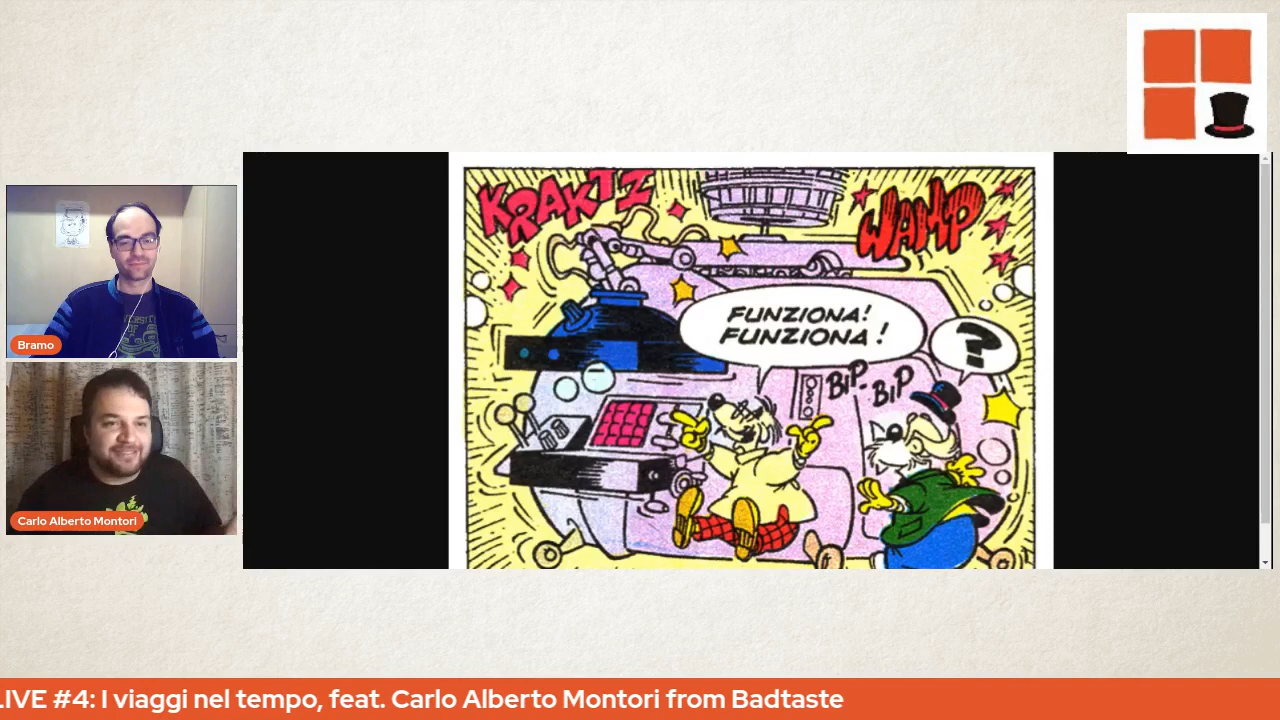 KRAKTZ
WAMP
FUNZIONA!
FUNZIONA!
?
BIP-
BIP
Bramo
Carlo Alberto Montori
LIVE #4: I viaggi nel tempo, feat. Carlo Alberto Montori from Badtaste